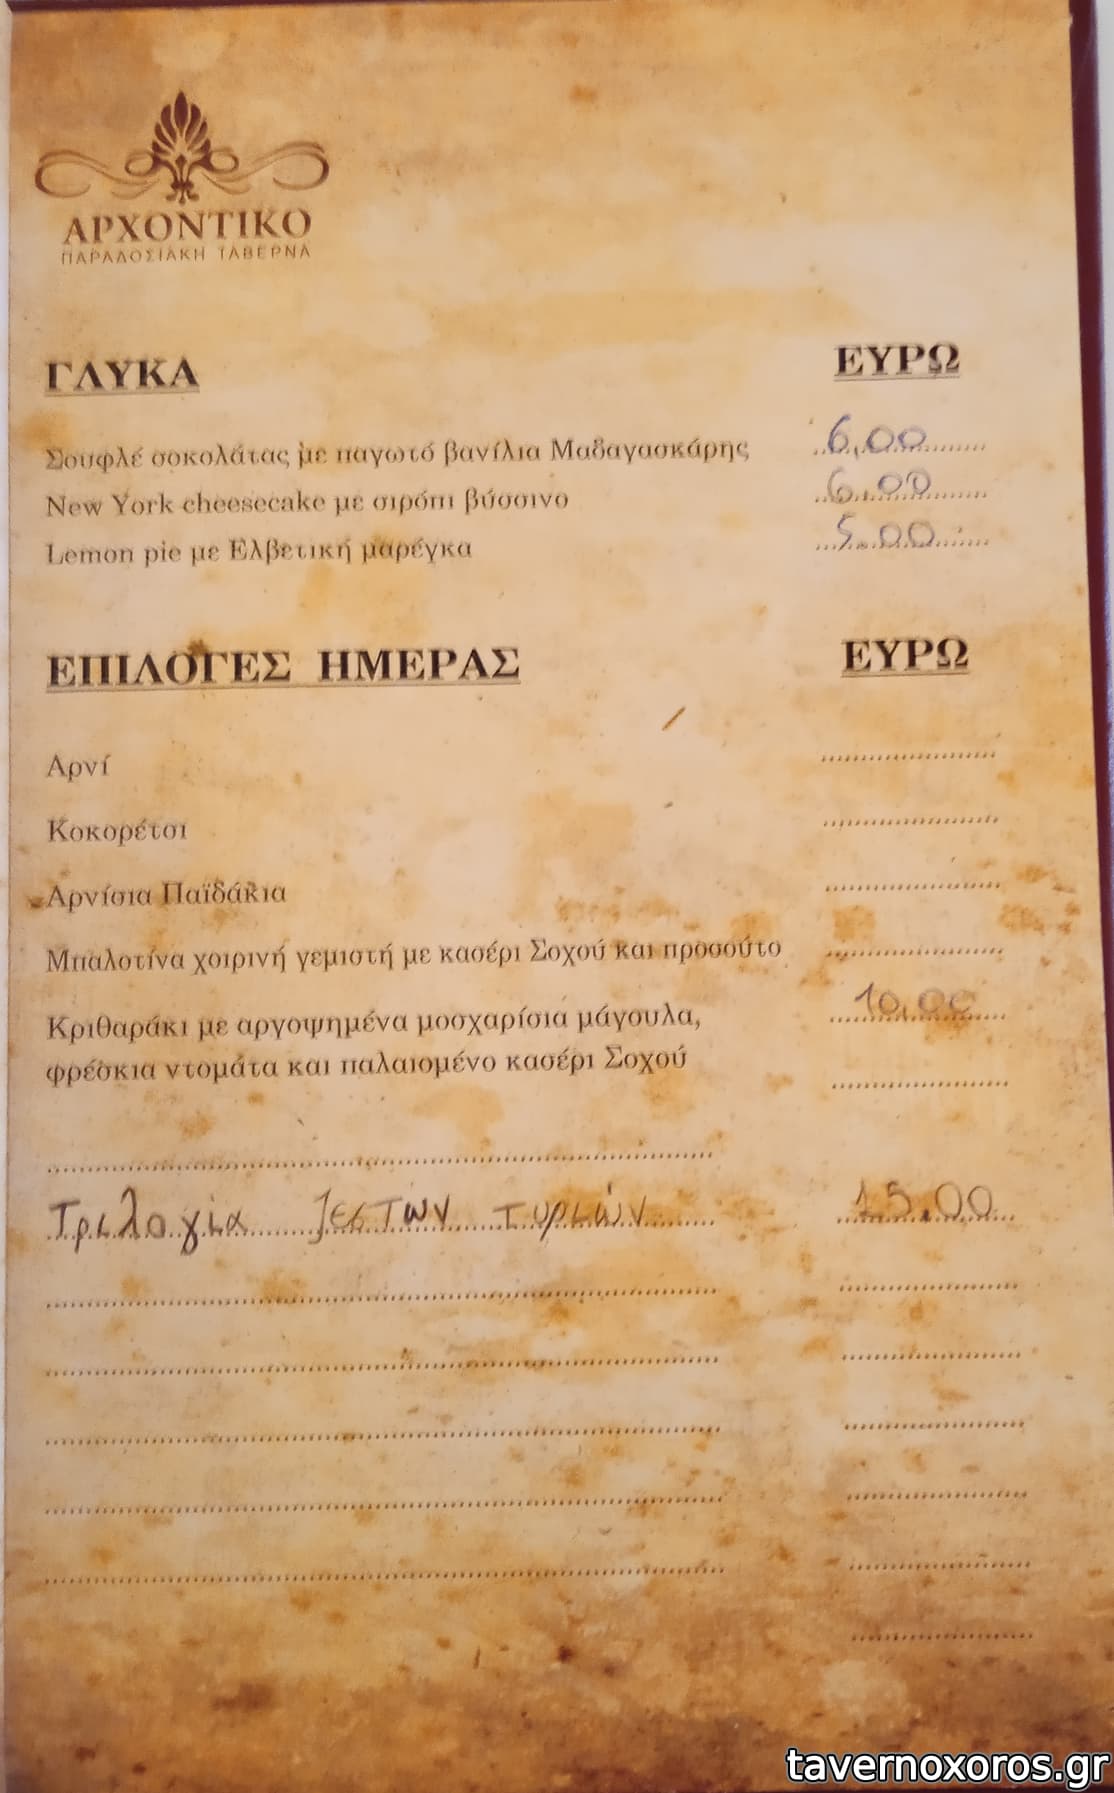 ΑΡΧΟΝΤΙΚΟ
ΠΑΡΑΔΟΣΙΑΚΗ ΤΑΒΕΡΝΑ
ΓΛΥΚΑ ΕΥΡΩ
Σουφλέ σοκολάτας με παγωτό βανίλια Μαδαγασκάρης 6,00
New York cheesecake με σιρόπι βύσσινο 6,00
Lemon pie με Ελβετική μαρέγκα 5.00
ΕΠΙΛΟΓΕΣ ΗΜΕΡΑΣ ΕΥΡΩ
Αρνί
Κοκορέτσι
Αρνίσια Παϊδάκια
Μπαλοτίνα χοιρινή γεμιστή με κασέρι Σοχού και προσούτο
Κριθαράκι με αργοψημένα μοσχαρίσια μάγουλα, 10,00
φρέσκια ντομάτα και παλαιομένο κασέρι Σοχού
Τριλογία ζεστών τυριών 15.00
tavernoxoros.gr